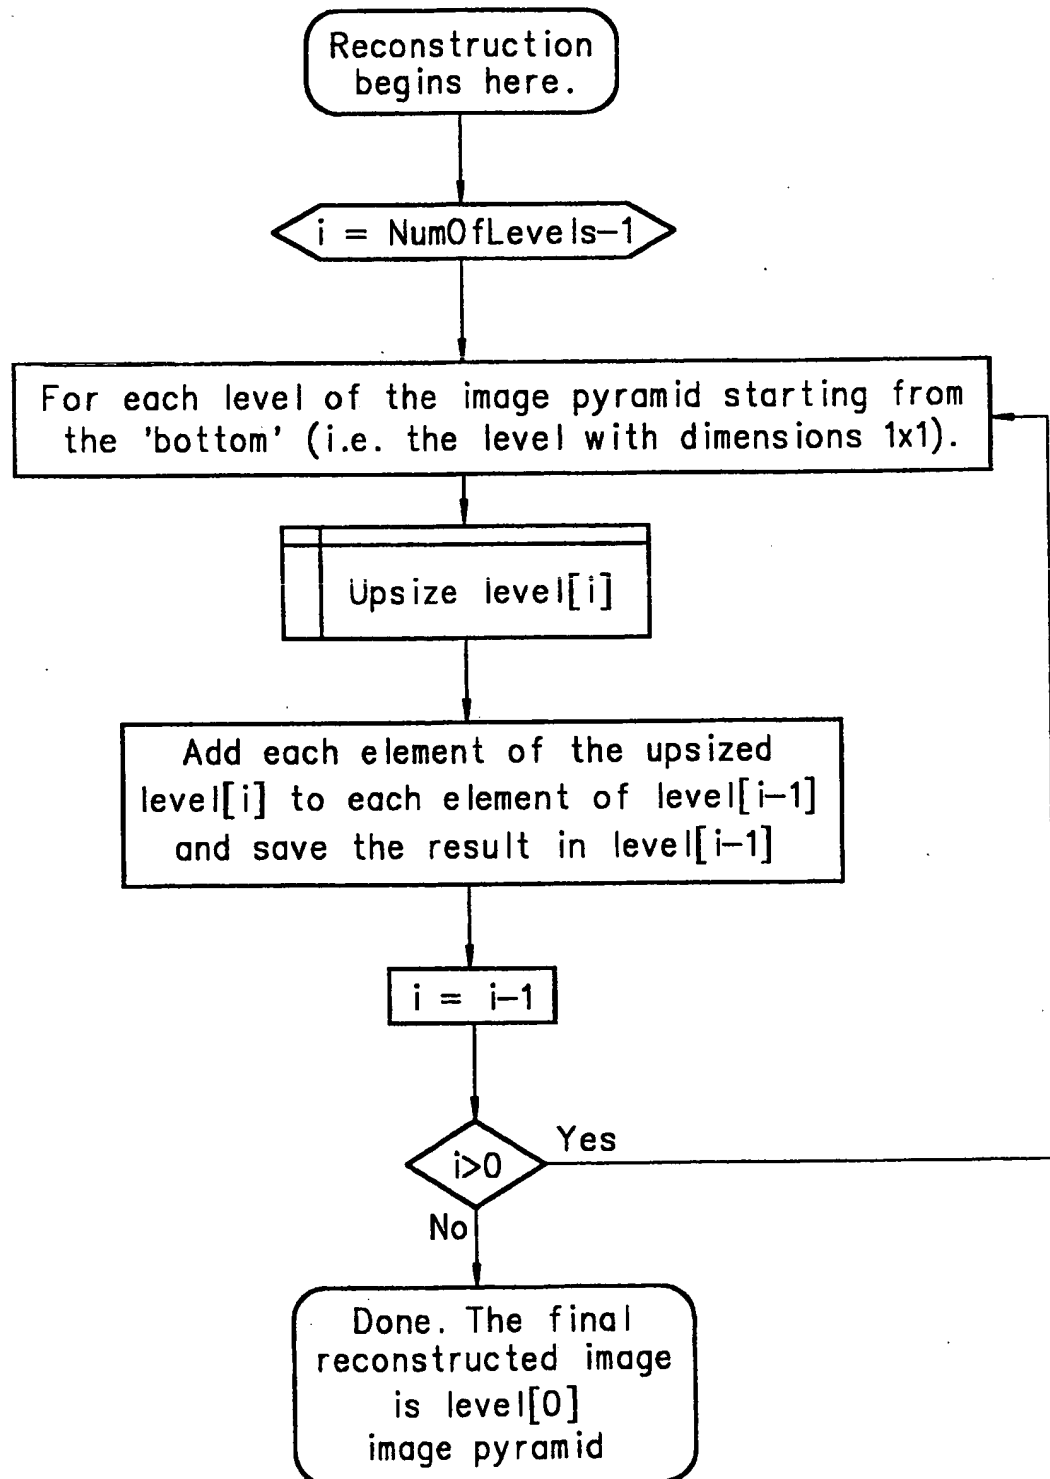 Reconstruction
begins here.
i = NumOfLevels-1
For each level of the image pyramid starting from
the 'bottom' (i.e. the level with dimensions 1x1).
Upsize level[i]
Add each element of the upsized
level[i] to each element of level[i-1]
and save the result in level[i-1]
i = i-1
i>0
Yes
No
Done. The final
reconstructed image
is level[0]
image pyramid